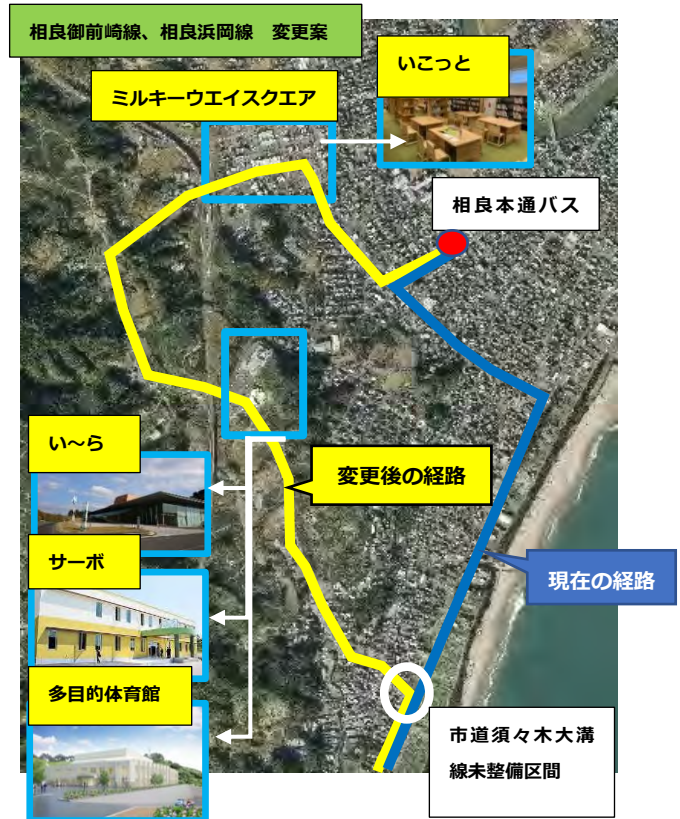 相良御前崎線、相良浜岡線　変更案
いこっと
ミルキーウエイスクエア
相良本通バス
い～ら
変更後の経路
サーボ
現在の経路
多目的体育館
市道須々木大溝
線未整備区間